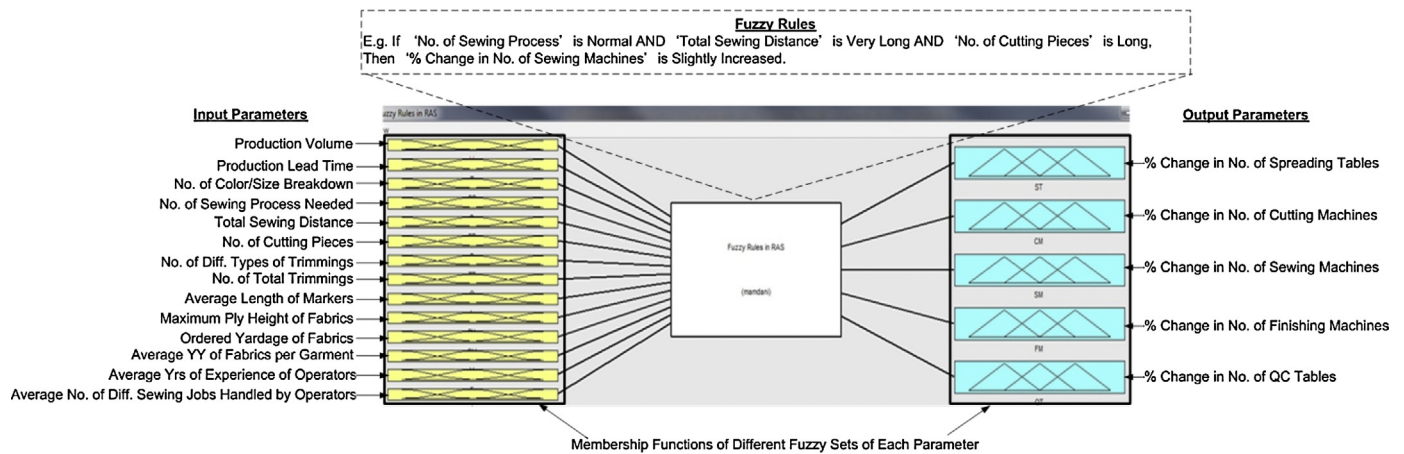 Fuzzy Rules
E.g. If ‘No. of Sewing Process’ is Normal AND ‘Total Sewing Distance’ is Very Long AND ‘No. of Cutting Pieces’ is Long,
Then ‘% Change in No. of Sewing Machines’ is Slightly Increased.
Input Parameters
Output Parameters
uzzy Rules in RAS
Production Volume
Production Lead Time
No. of Color/Size Breakdown
No. of Sewing Process Needed
Total Sewing Distance
No. of Cutting Pieces
No. of Diff. Types of Trimmings
No. of Total Trimmings
Average Length of Markers
Maximum Ply Height of Fabrics
Ordered Yardage of Fabrics
Average YY of Fabrics per Garment
Average Yrs of Experience of Operators
Average No. of Diff. Sewing Jobs Handled by Operators
Fuzzy Rules in RAS
(mamdani)
% Change in No. of Spreading Tables
ST
% Change in No. of Cutting Machines
CM
% Change in No. of Sewing Machines
SM
% Change in No. of Finishing Machines
FM
% Change in No. of QC Tables
Membership Functions of Different Fuzzy Sets of Each Parameter